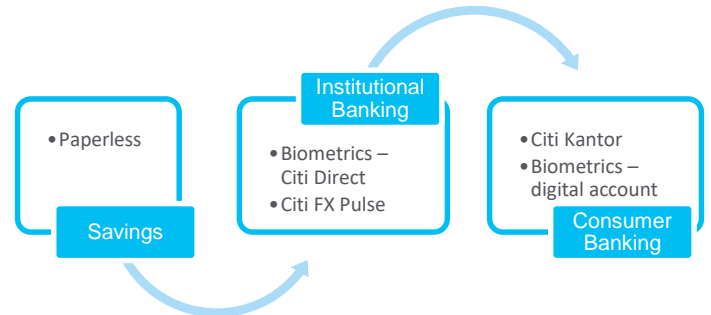 • Paperless
Savings
Institutional
Banking
• Biometrics –
Citi Direct
• Citi FX Pulse
• Citi Kantor
• Biometrics –
digital account
Consumer
Banking